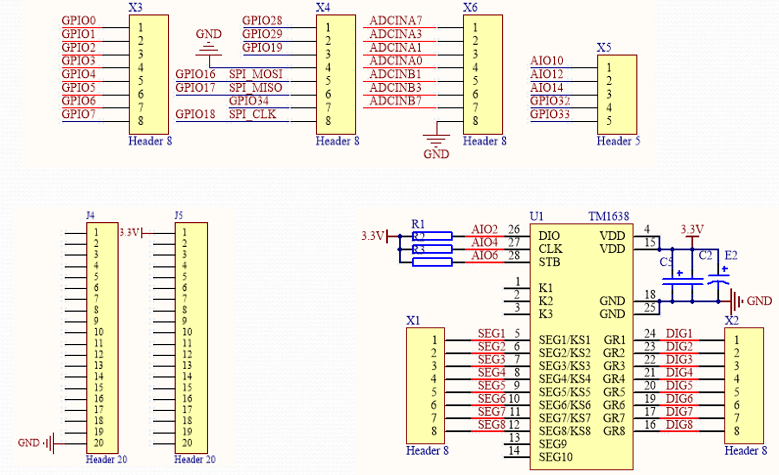 X3
GPIO0 1
GPIO1 2
GPIO2 3
GPIO3 4
GPIO4 5
GPIO5 6
GPIO6 7
GPIO7 8
Header 8
X4
GPIO28 1
GPIO29 2
GPIO19 3
GND 4
GPIO16 SPI_MOSI 5
GPIO17 SPI_MISO 6
GPIO34 7
GPIO18 SPI_CLK 8
Header 8
X6
ADCINA7 1
ADCINA3 2
ADCINA1 3
ADCINA0 4
ADCINB1 5
ADCINB3 6
ADCINB7 7
8
GND
Header 8
X5
AIO10 1
AIO12 2
AIO14 3
GPIO32 4
GPIO33 5
Header 5
J4
1
2
3
4
5
6
7
8
9
10
11
12
13
14
15
16
17
18
19
GND 20
Header 20
J5
3.3V 1
2
3
4
5
6
7
8
9
10
11
12
13
14
15
16
17
18
19
20
Header 20
U1 TM1638
3.3V
R1 AIO2 26 DIO VDD 4
R2 AIO4 27 CLK VDD 15 3.3V
R3 AIO6 28 STB
C5 C2 E2
1 K1
2 K2 GND 18 GND
3 K3 GND 25
X1 X2
1 SEG1 5 SEG1/KS1 GR1 24 DIG1 1
2 SEG2 6 SEG2/KS2 GR2 23 DIG2 2
3 SEG3 7 SEG3/KS3 GR3 22 DIG3 3
4 SEG4 8 SEG4/KS4 GR4 21 DIG4 4
5 SEG5 9 SEG5/KS5 GR5 20 DIG5 5
6 SEG6 10 SEG6/KS6 GR6 19 DIG6 6
7 SEG7 11 SEG7/KS7 GR7 17 DIG7 7
8 SEG8 12 SEG8/KS8 GR8 16 DIG8 8
13 SEG9
14 SEG10
Header 8 Header 8